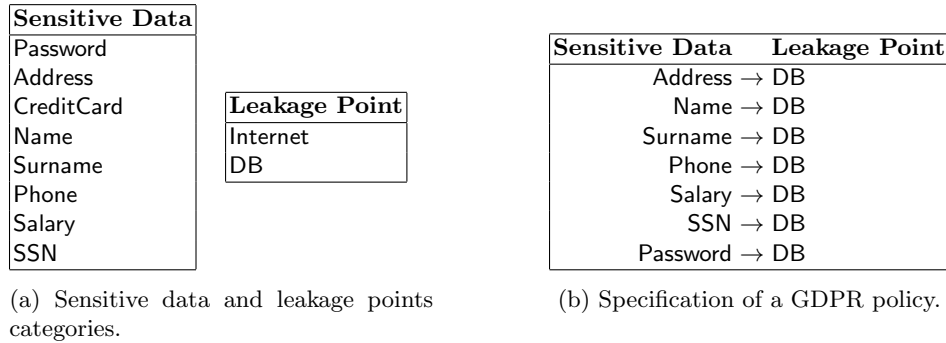 Sensitive Data
Password
Address
CreditCard
Name
Surname
Phone
Salary
SSN
Leakage Point
Internet
DB
(a) Sensitive data and leakage points
categories.
Sensitive Data Leakage Point
Address → DB
Name → DB
Surname → DB
Phone → DB
Salary → DB
SSN → DB
Password → DB
(b) Specification of a GDPR policy.